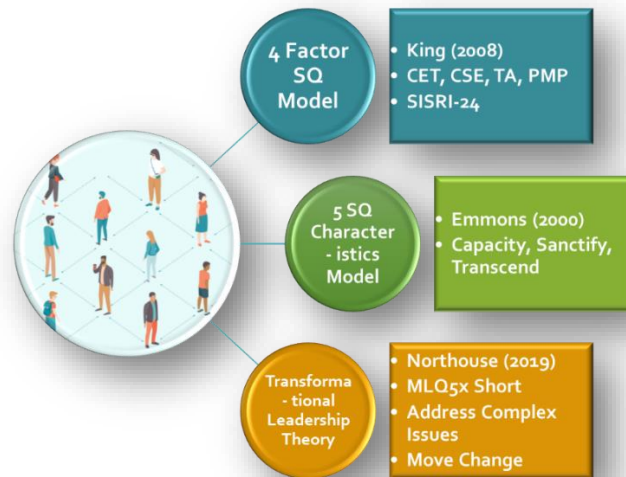 4 Factor
SQ
Model
• King (2008)
• CET, CSE, TA, PMP
• SISRI-24
5 SQ
Character
- istics
Model
• Emmons (2000)
• Capacity, Sanctify,
Transcend
Transforma
- tional
Leadership
Theory
• Northouse (2019)
• MLQ5x Short
• Address Complex
Issues
• Move Change